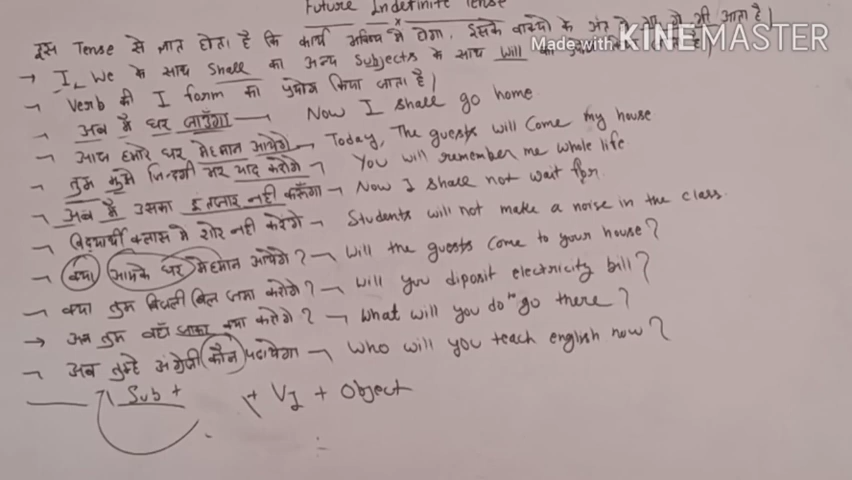 Future Indefinite Tense
इस Tense से ज्ञात होता है कि कार्य भविष्य में होगा. इसके वाक्यो के अंत में गा गे गी आता है।
Made with KINEMASTER
→ I, We के साथ Shall का अन्य Subjects के साथ Will का
- Verb की I form का प्रयोग किया जाता है।
- अब मैं घर जाऊँगा - Now I shall go home.
- आज हमारे घर मेहमान आयेंगे - Today, The guests will Come my house
- तुम मुझे जिन्दगी भर याद करोगे - You will remember me whole life.
- अब मैं उसका इन्तजार नहीं करूँगा - Now I shall not wait for.
- विद्यार्थी क्लास मे शोर नही करेंगे - Students will not make a noise in the class.
- क्या आपके घर मेहमान आयेंगे? - Will the guests Come to your house?
- क्या तुम बिजली बिल जमा करोगे? - Will you diposit electricity bill?
→ अब तुम वहाँ जाकर क्या करोगे? - What will you do to go there?
- अब तुम्हे अंग्रेजी कौन पढ़ायेगा - Who will you teach english now?
Sub + + V1 + Object